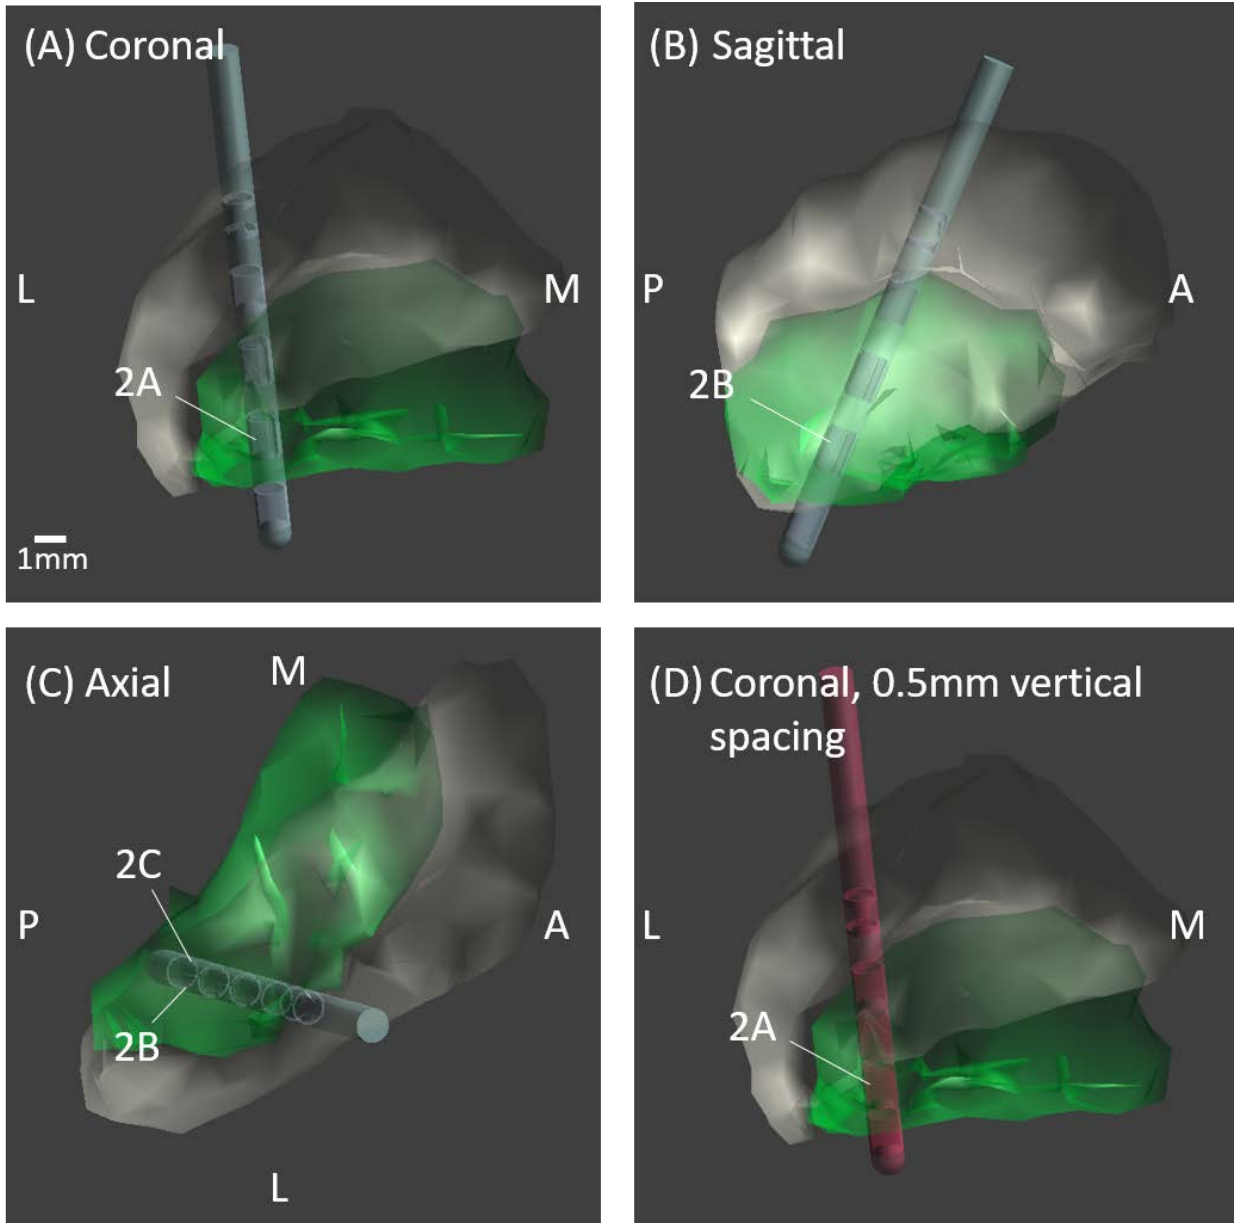 (A) Coronal
L
M
2A
1mm
(B) Sagittal
P
A
2B
(C) Axial
M
2C
P
A
2B
L
(D) Coronal, 0.5mm vertical
spacing
L
M
2A